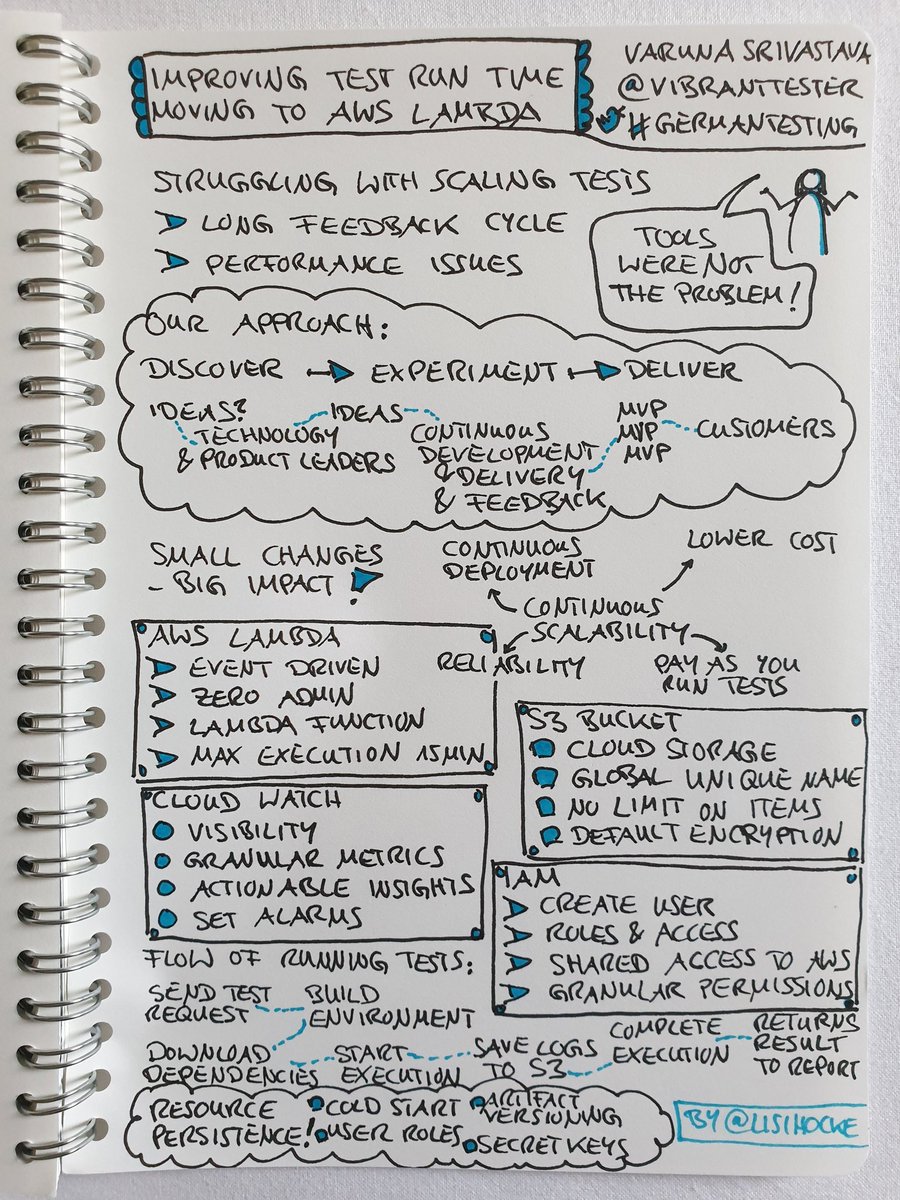 IMPROVING TEST RUN TIME
MOVING TO AWS LAMBDA
VARUNA SRIVASTAVA
@VIBRANTTESTER
#GERMANTESTING
STRUGGLING WITH SCALING TESTS
LONG FEEDBACK CYCLE
PERFORMANCE ISSUES
TOOLS
WERE NOT
THE PROBLEM!
OUR APPROACH:
DISCOVER EXPERIMENT DELIVER
IDEAS?
TECHNOLOGY
& PRODUCT LEADERS
IDEAS
CONTINUOUS
DEVELOPMENT
& DELIVERY
& FEEDBACK
MVP
MVP
MVP
CUSTOMERS
SMALL CHANGES
- BIG IMPACT!
CONTINUOUS
DEPLOYMENT
LOWER COST
CONTINUOUS
SCALABILITY
RELIABILITY
PAY AS YOU
RUN TESTS
AWS LAMBDA
EVENT DRIVEN
ZERO ADMIN
LAMBDA FUNCTION
MAX EXECUTION 15MIN
S3 BUCKET
CLOUD STORAGE
GLOBAL UNIQUE NAME
NO LIMIT ON ITEMS
DEFAULT ENCRYPTION
CLOUD WATCH
VISIBILITY
GRANULAR METRICS
ACTIONABLE INSIGHTS
SET ALARMS
IAM
CREATE USER
ROLES & ACCESS
SHARED ACCESS TO AWS
GRANULAR PERMISSIONS
FLOW OF RUNNING TESTS:
SEND TEST
REQUEST
BUILD
ENVIRONMENT
DOWNLOAD
DEPENDENCIES
START
EXECUTION
SAVE LOGS
TO S3
COMPLETE
EXECUTION
RETURNS
RESULT
TO REPORT
RESOURCE
PERSISTENCE!
COLD START
USER ROLES
ARTIFACT
VERSIONING
SECRET KEYS
BY @LISIHOCKE